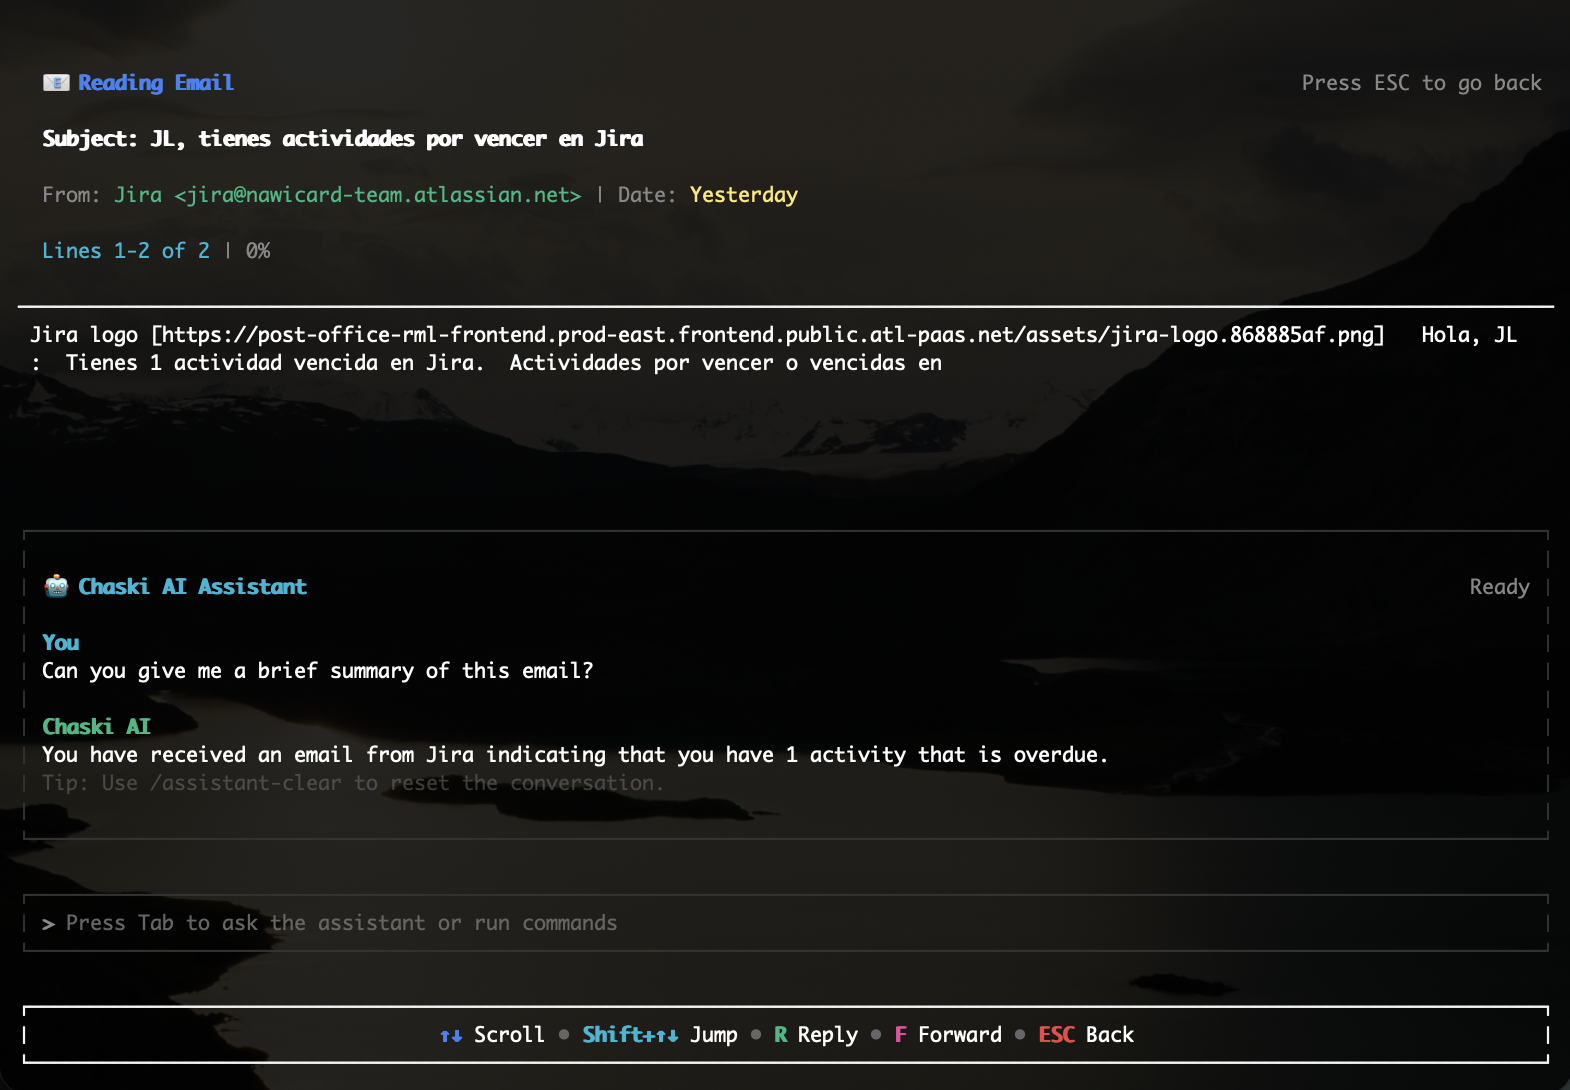 Reading Email Press ESC to go back
Subject: JL, tienes actividades por vencer en Jira
From: Jira <jira@nawicard-team.atlassian.net> | Date: Yesterday
Lines 1-2 of 2 | 0%
Jira logo [https://post-office-rml-frontend.prod-east.frontend.public.atl-paas.net/assets/jira-logo.868885af.png] Hola, JL
: Tienes 1 actividad vencida en Jira. Actividades por vencer o vencidas en
Chaski AI Assistant Ready
You
Can you give me a brief summary of this email?
Chaski AI
You have received an email from Jira indicating that you have 1 activity that is overdue.
Tip: Use /assistant-clear to reset the conversation.
> Press Tab to ask the assistant or run commands
↑↓ Scroll • Shift+↑↓ Jump • R Reply • F Forward • ESC Back